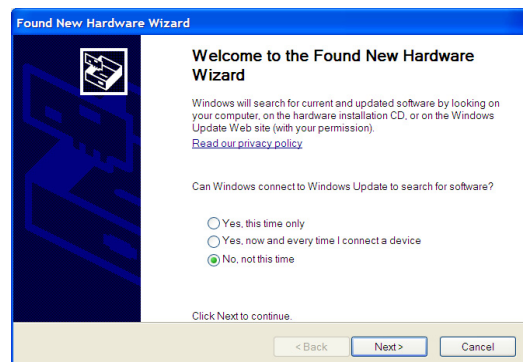 Found New Hardware Wizard
Welcome to the Found New Hardware
Wizard
Windows will search for current and updated software by looking on
your computer, on the hardware installation CD, or on the Windows
Update Web site (with your permission).
Read our privacy policy
Can Windows connect to Windows Update to search for software?
Yes, this time only
Yes, now and every time I connect a device
No, not this time
Click Next to continue.
< Back
Next >
Cancel